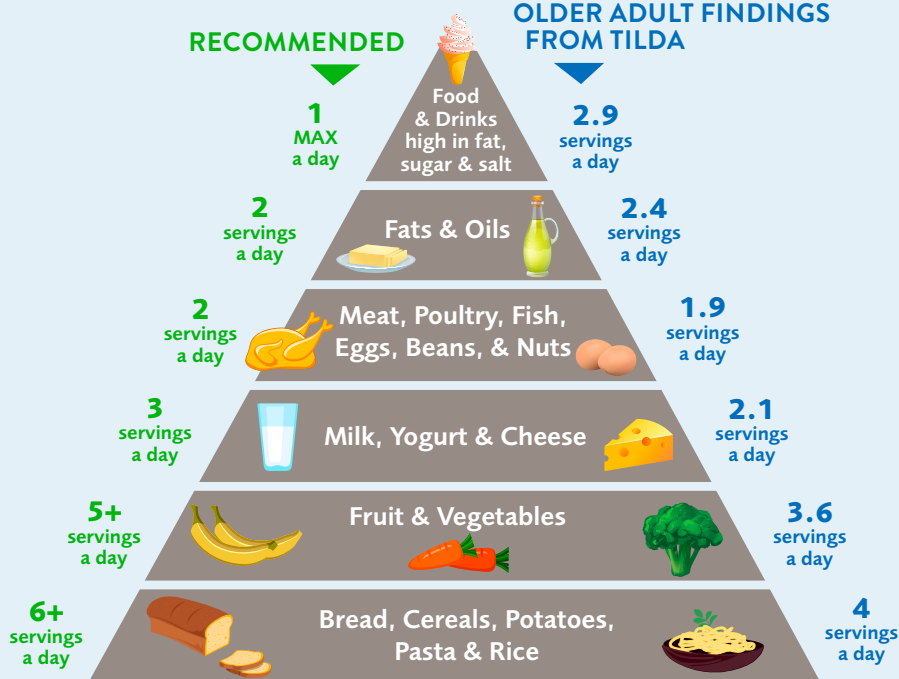 RECOMMENDED
OLDER ADULT FINDINGS
FROM TILDA
1
MAX
a day
Food
& Drinks
high in fat,
sugar & salt
2.9
servings
a day
2
servings
a day
Fats & Oils
2.4
servings
a day
2
servings
a day
Meat, Poultry, Fish,
Eggs, Beans, & Nuts
1.9
servings
a day
3
servings
a day
Milk, Yogurt & Cheese
2.1
servings
a day
5+
servings
a day
Fruit & Vegetables
3.6
servings
a day
6+
servings
a day
Bread, Cereals, Potatoes,
Pasta & Rice
4
servings
a day